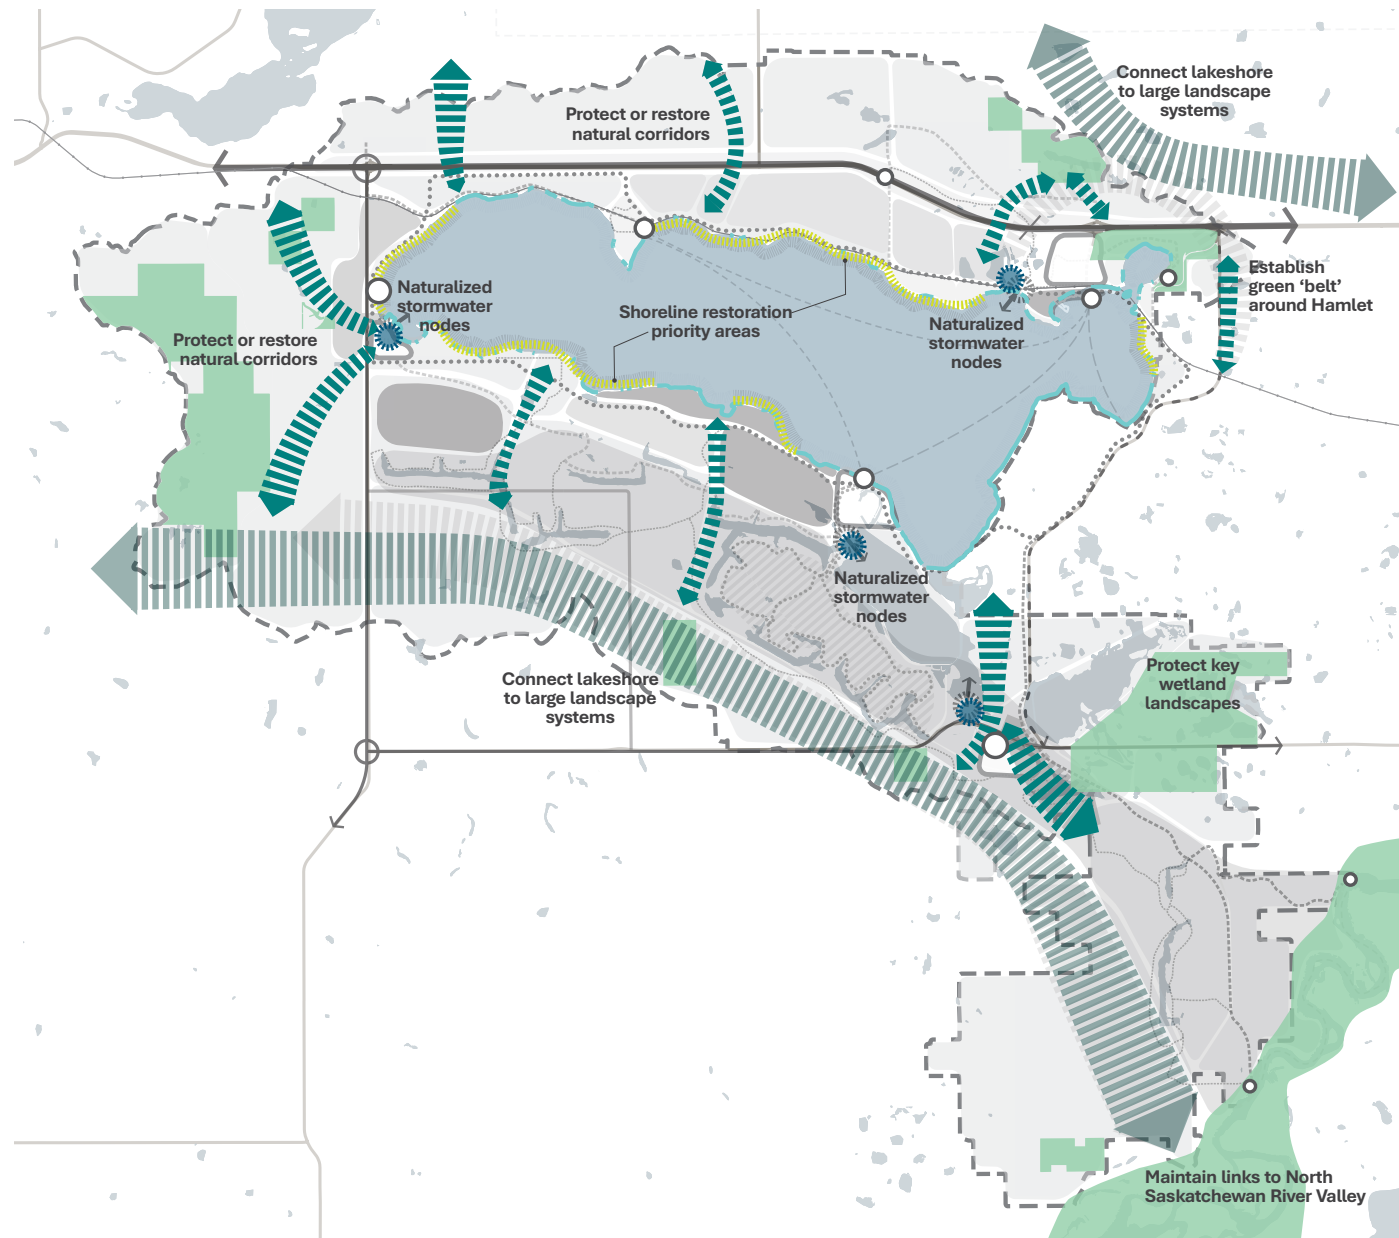 Connect lakeshore
to large landscape
systems
Protect or restore
natural corridors
Establish
green ‘belt’
around Hamlet
Naturalized
stormwater
nodes
Shoreline restoration
priority areas
Naturalized
stormwater
nodes
Protect or restore
natural corridors
Naturalized
stormwater
nodes
Connect lakeshore
to large landscape
systems
Protect key
wetland
landscapes
Maintain links to North
Saskatchewan River Valley